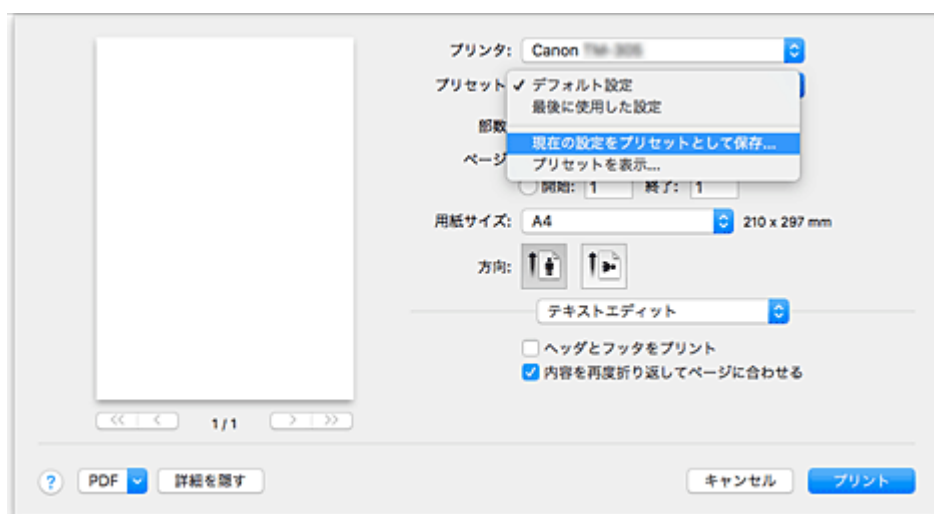 プリンタ: Canon
プリセット ✓ デフォルト設定
最後に使用した設定
部数
現在の設定をプリセットとして保存...
ページ
プリセットを表示...
開始: 1 終了: 1
用紙サイズ: A4 210 x 297 mm
方向:
テキストエディット
ヘッダとフッタをプリント
内容を再度折り返してページに合わせる
<< < 1 / 1 > >>
? PDF 詳細を隠す キャンセル プリント